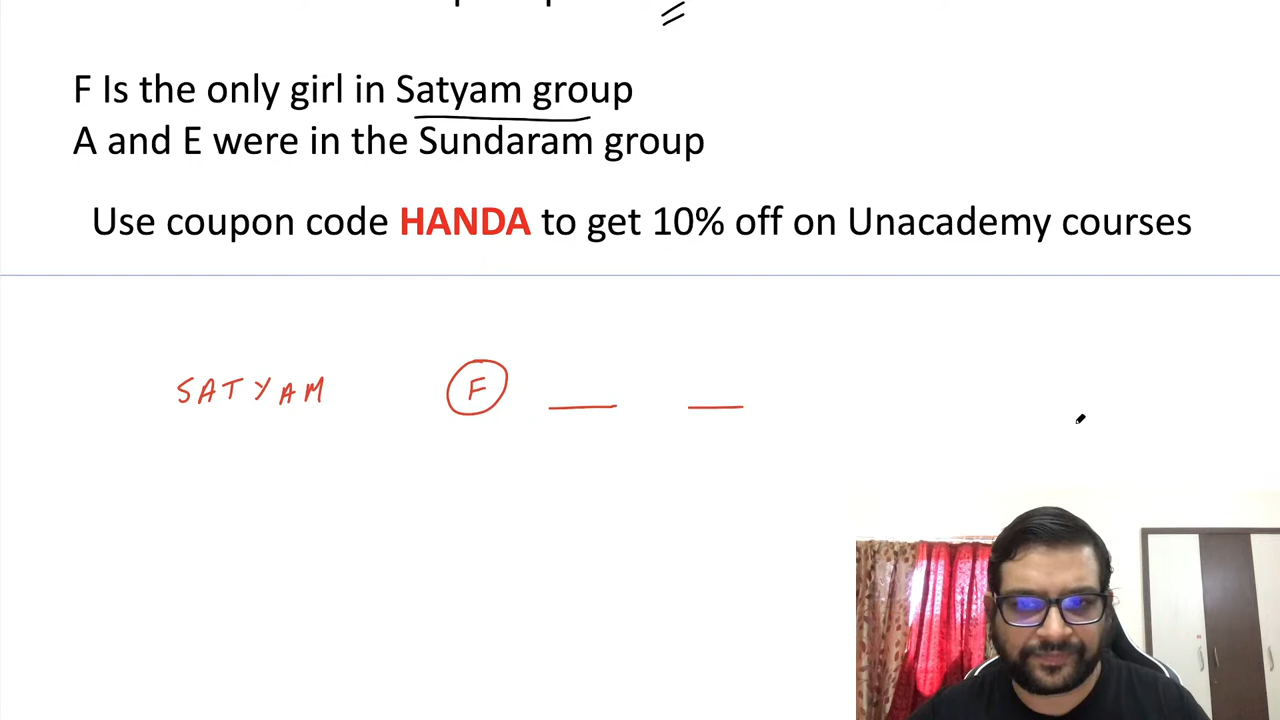 F Is the only girl in Satyam group
A and E were in the Sundaram group
Use coupon code HANDA to get 10% off on Unacademy courses
SATYAM F